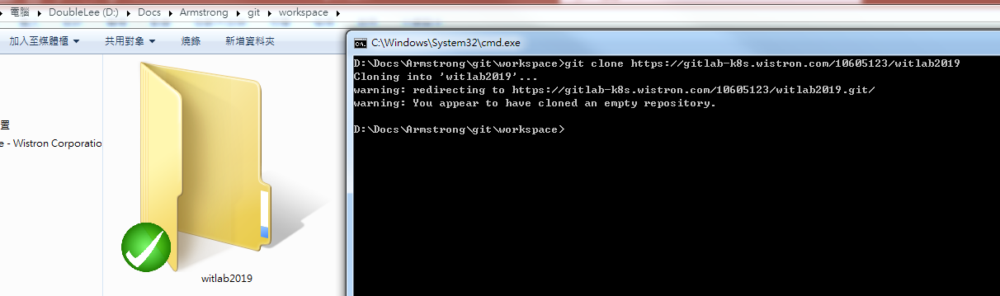 電腦 DoubleLee (D:) Docs Armstrong git workspace
加入至媒體櫃 共用對象 燒錄 新增資料夾
C:\Windows\System32\cmd.exe
D:\Docs\Armstrong\git\workspace>git clone https://gitlab-k8s.wistron.com/10605123/witlab2019
Cloning into 'witlab2019'...
warning: redirecting to https://gitlab-k8s.wistron.com/10605123/witlab2019.git/
warning: You appear to have cloned an empty repository.
D:\Docs\Armstrong\git\workspace>
置
e - Wistron Corporatio
witlab2019